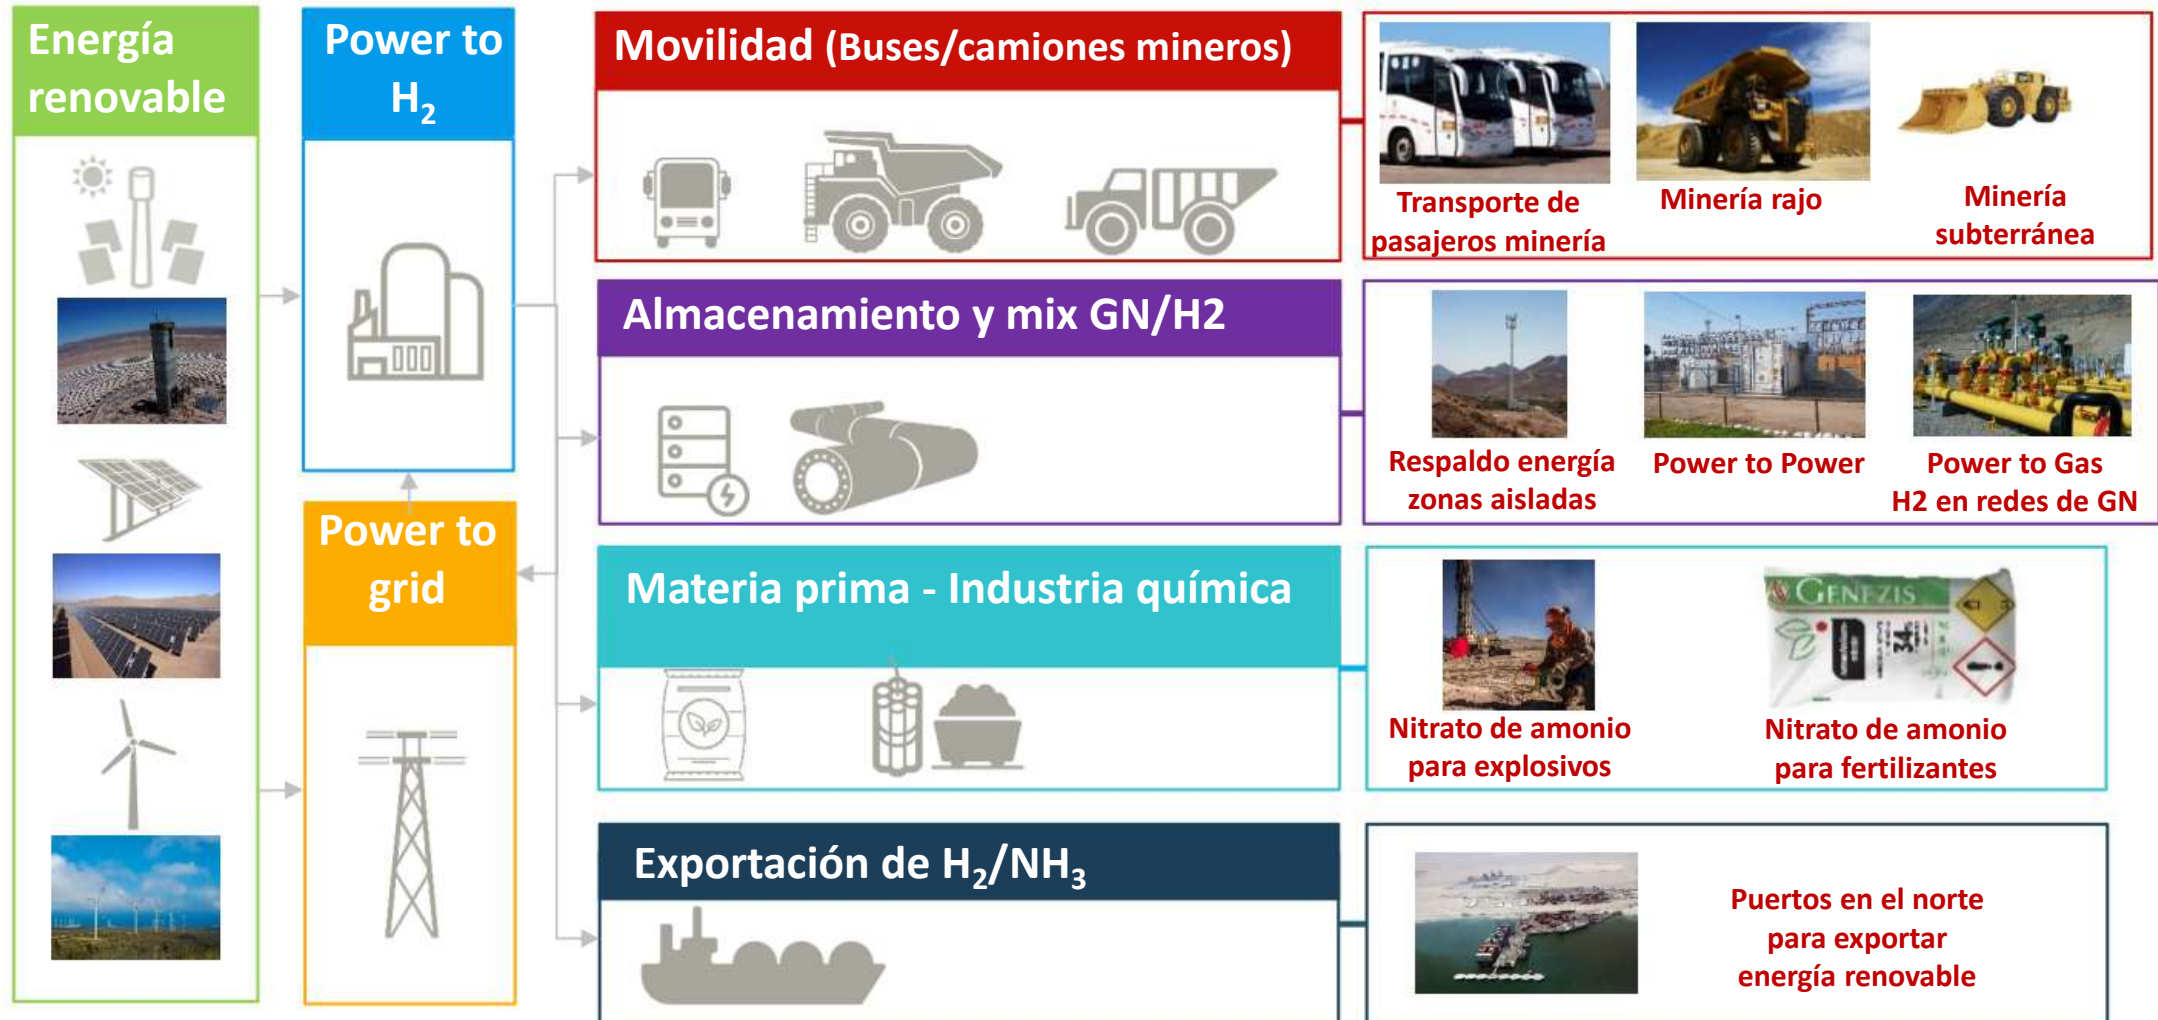 Energía
renovable
Power to
H₂
Power to
grid
Movilidad (Buses/camiones mineros)
Transporte de
pasajeros minería
Minería rajo
Minería
subterránea
Almacenamiento y mix GN/H2
Respaldo energía
zonas aisladas
Power to Power
Power to Gas
H2 en redes de GN
Materia prima - Industria química
GENEZIS
Nitrato de amonio
para explosivos
Nitrato de amonio
para fertilizantes
Exportación de H₂/NH₃
Puertos en el norte
para exportar
energía renovable